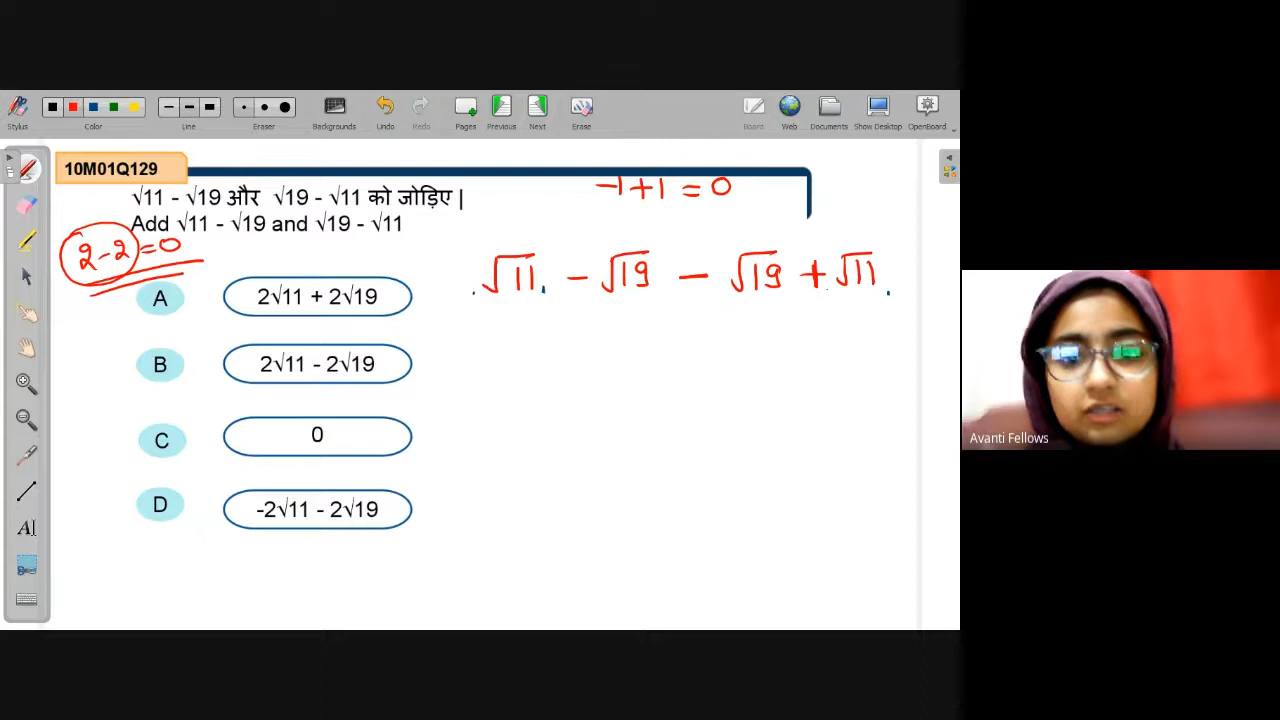 Stylus
Color
Line
Eraser
Backgrounds
Undo
Redo
Pages
Previous
Next
Erase
Board
Web
Documents
Show Desktop
OpenBoard
10M01Q129
√11 - √19 और √19 - √11 को जोड़िए |
-1+1 = 0
Add √11 - √19 and √19 - √11
2-2 = 0
√11 - √19 - √19 + √11
A 2√11 + 2√19
B 2√11 - 2√19
C 0
D -2√11 - 2√19
Avanti Fellows